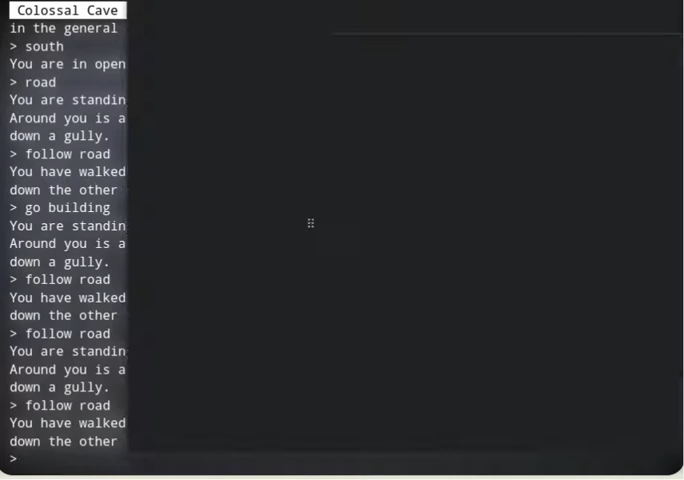 Colossal Cave
in the general
> south
You are in open
> road
You are standin
Around you is a
down a gully.
> follow road
You have walked
down the other
> go building
You are standin
Around you is a
down a gully.
> follow road
You have walked
down the other
> follow road
You are standin
Around you is a
down a gully.
> follow road
You have walked
down the other
>